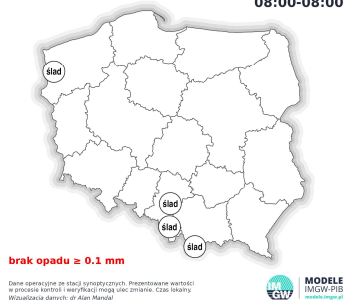 08:00-08:00
ślad
ślad
ślad
ślad
brak opadu ≥ 0.1 mm
Dane operacyjne ze stacji synoptycznych. Prezentowane wartości
w procesie kontroli i weryfikacji mogą ulec zmianie. Czas lokalny.
Wizualizacja danych: dr Alan Mandal
IM
GW
MODELE
IMGW-PIB
modele.imgw.pl